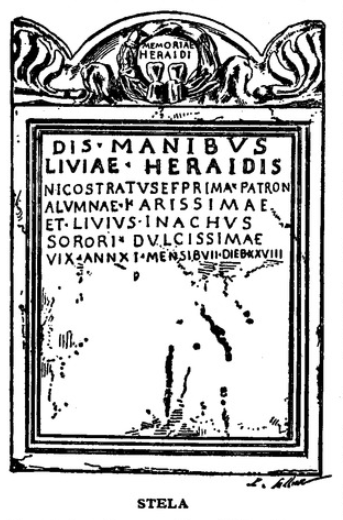 MEMORIAE
HERAIDI
DIS · MANIBVS
LIVIAE · HERAIDIS
NICOSTRATVS EF PRIMA · PATRON
ALVMNAE · KARISSIMAE
ET · LIVIVS · INACHVS
SORORI · DVLCISSIMAE
VIX · ANN XI · MENSIB VII · DIEB XXVIII
STELA